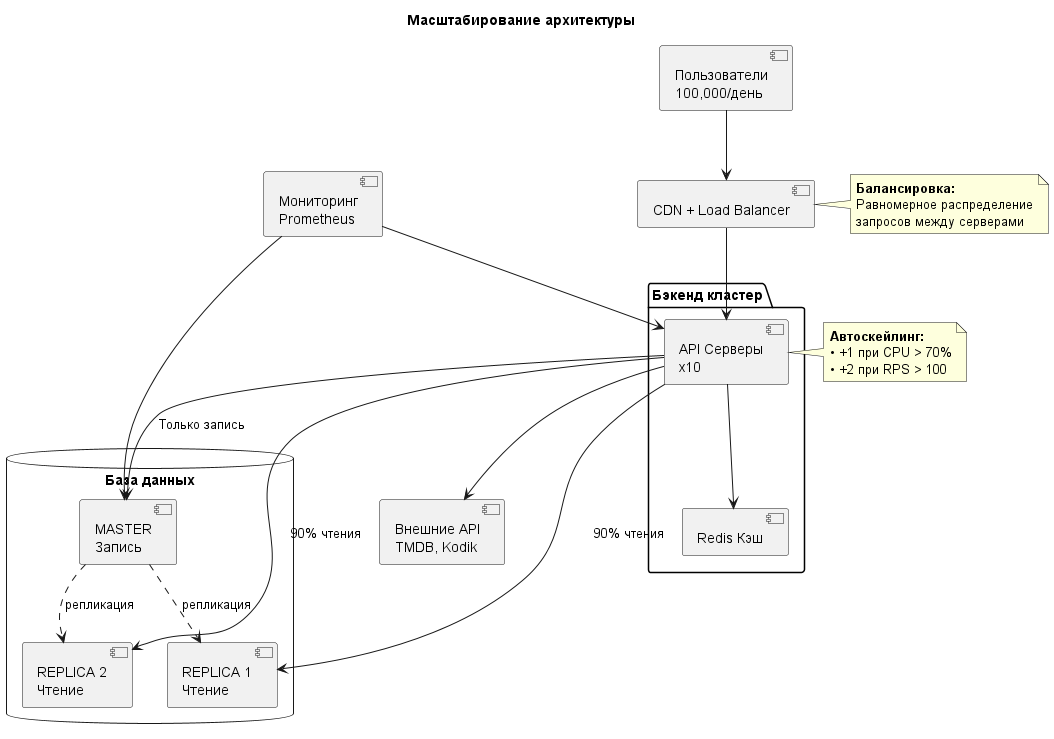 Масштабирование архитектуры
Пользователи
100,000/день
Мониторинг
Prometheus
CDN + Load Balancer
Балансировка:
Равномерное распределение
запросов между серверами
Бэкенд кластер
API Серверы
x10
Автоскейлинг:
• +1 при CPU > 70%
• +2 при RPS > 100
Только запись
База данных
MASTER
Запись
90% чтения
Внешние API
TMDB, Kodik
90% чтения
Redis Кэш
репликация
репликация
REPLICA 2
Чтение
REPLICA 1
Чтение